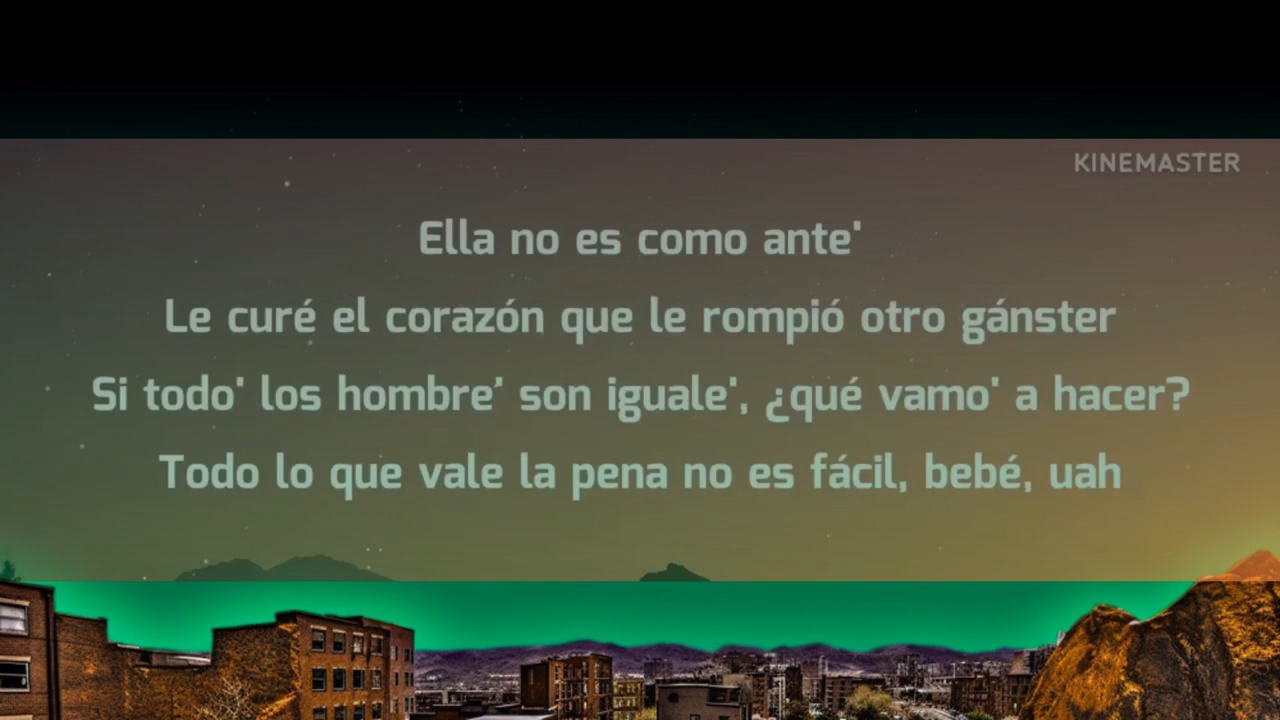 KINEMASTER
Ella no es como ante'
Le curé el corazón que le rompió otro gánster
Si todo' los hombre' son iguale', ¿qué vamo' a hacer?
Todo lo que vale la pena no es fácil, bebé, uah